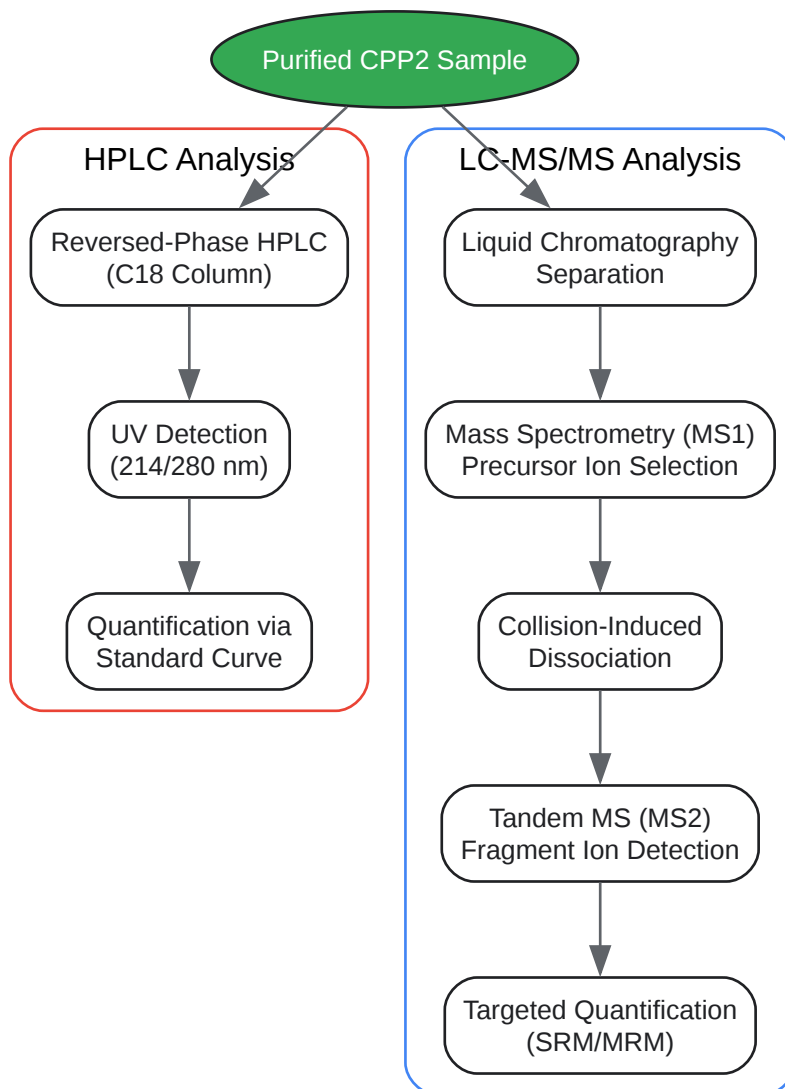 Purified CPP2 Sample
HPLC Analysis
Reversed-Phase HPLC
(C18 Column)
UV Detection
(214/280 nm)
Quantification via
Standard Curve
LC-MS/MS Analysis
Liquid Chromatography
Separation
Mass Spectrometry (MS1)
Precursor Ion Selection
Collision-Induced
Dissociation
Tandem MS (MS2)
Fragment Ion Detection
Targeted Quantification
(SRM/MRM)